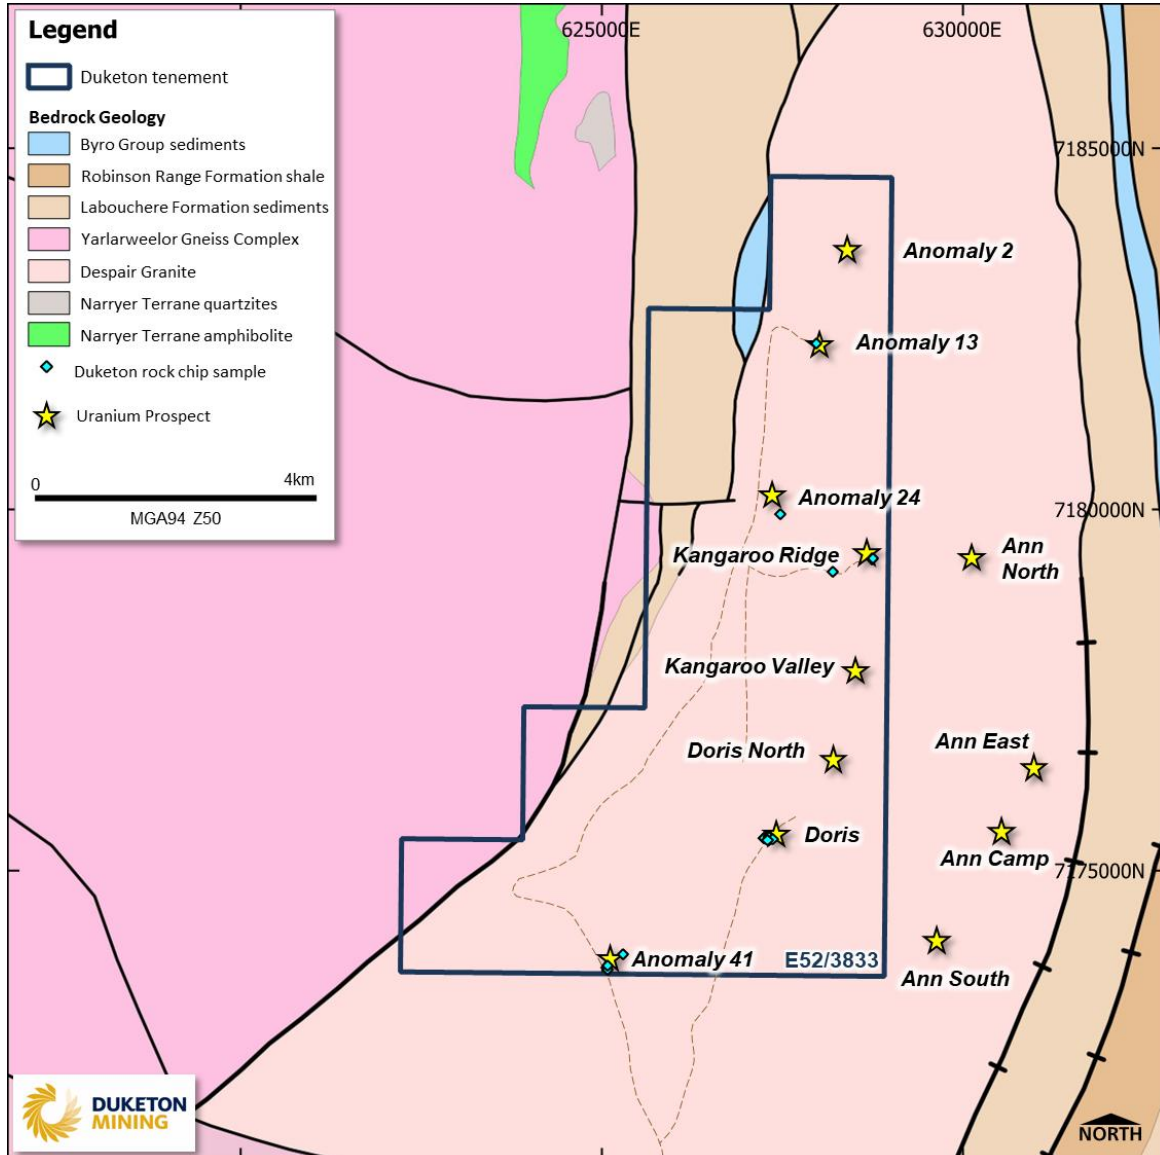 Legend
625000E
630000E
Duketon tenement
Bedrock Geology
Byro Group sediments
7185000N
Robinson Range Formation shale
Labouchere Formation sediments
Yarlarweelor Gneiss Complex
Anomaly 2
Despair Granite
Narryer Terrane quartzites
Narryer Terrane amphibolite
Anomaly 13
Duketon rock chip sample
Uranium Prospect
0 4km
MGA94 Z50
Anomaly 24
7180000N
Kangaroo Ridge
Ann
North
Kangaroo Valley
Doris North
Ann East
Doris
Ann Camp
7175000N
Anomaly 41
E52/3833
Ann South
DUKETON
MINING
NORTH